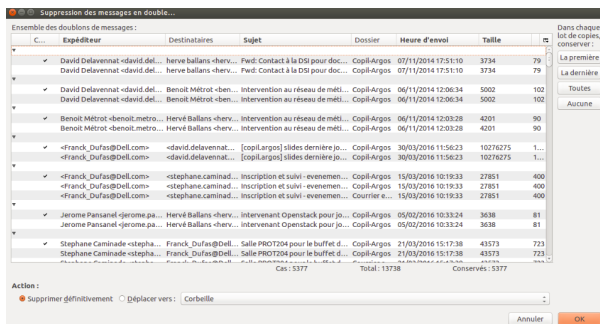 Suppression des messages en double...
Ensemble des doublons de messages :
Dans chaque lot de copies, conserver :
C... Expéditeur Destinataires Sujet Dossier Heure d'envoi Taille
✔ David Delavennat <david.del... herve ballans <herv... Fwd: Contact à la DSI pour doc... Copil-Argos 07/11/2014 17:51:10 3734 79
David Delavennat <david.del... herve ballans <herv... Fwd: Contact à la DSI pour doc... Copil-Argos 07/11/2014 17:51:10 3734 79
✔ David Delavennat <david.del... Benoit Métrot <ben... Intervention au réseau de méti... Copil-Argos 06/11/2014 12:06:34 5002 102
David Delavennat <david.del... Benoit Métrot <ben... Intervention au réseau de méti... Copil-Argos 06/11/2014 12:06:34 5002 102
✔ Benoit Métrot <benoit.metro... Hervé Ballans <herv... Intervention au réseau de méti... Copil-Argos 06/11/2014 12:03:28 4201 90
Benoit Métrot <benoit.metro... Hervé Ballans <herv... Intervention au réseau de méti... Copil-Argos 06/11/2014 12:03:28 4201 90
✔ <Franck_Dufas@Dell.com> <david.delavennat... [copil.argos] slides dernière jo... Copil-Argos 30/03/2016 11:56:23 10276275 1...
<Franck_Dufas@Dell.com> <david.delavennat... [copil.argos] slides dernière jo... Copil-Argos 30/03/2016 11:56:23 10276275 1...
✔ <Franck_Dufas@Dell.com> <stephane.caminad... Inscription et suivi - evenemen... Copil-Argos 15/03/2016 10:19:33 27851 400
<Franck_Dufas@Dell.com> <stephane.caminad... Inscription et suivi - evenemen... Copil-Argos 15/03/2016 10:19:33 27851 400
<Franck_Dufas@Dell.com> <stephane.caminad... Inscription et suivi - evenemen... Courrier e... 15/03/2016 10:19:33 27851 400
✔ Jerome Pansanel <jerome.pa... Hervé Ballans <herv... intervenant Openstack pour jo... Copil-Argos 05/02/2016 10:33:24 3638 81
Jerome Pansanel <jerome.pa... Hervé Ballans <herv... intervenant Openstack pour jo... Copil-Argos 05/02/2016 10:33:24 3638 81
✔ Stephane Caminade <stepha... Franck_Dufas@Dell... Salle PROT204 pour le buffet d... Copil-Argos 21/03/2016 15:17:38 43573 723
Stephane Caminade <stepha... Franck_Dufas@Dell... Salle PROT204 pour le buffet d... Copil-Argos 21/03/2016 15:17:38 43573 723
La première
La dernière
Toutes
Aucune
Cas : 5377 Total : 13738 Conservés : 5377
Action :
Supprimer définitivement Déplacer vers : Corbeille
Annuler OK